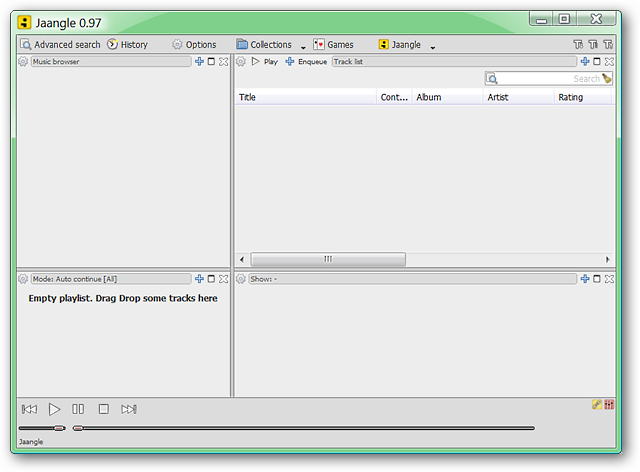 Jaangle 0.97
Advanced search History Options Collections Games Jaangle
Music browser
Play Enqueue Track list
Search
Title Cont... Album Artist Rating
Mode: Auto continue [All]
Show: -
Empty playlist. Drag Drop some tracks here
Jaangle